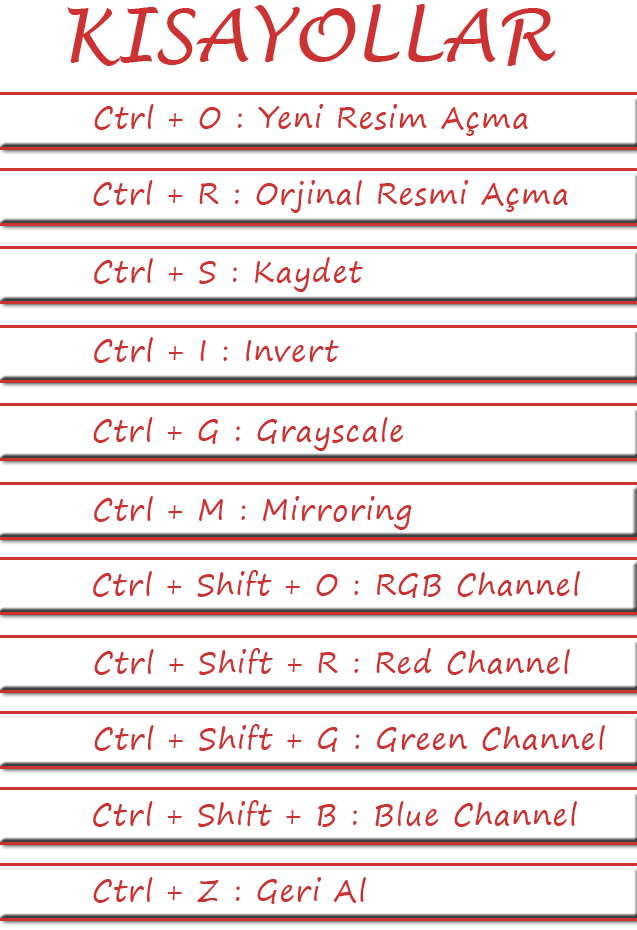 KISAYOLLAR
Ctrl + O : Yeni Resim Açma
Ctrl + R : Orjinal Resmi Açma
Ctrl + S : Kaydet
Ctrl + I : Invert
Ctrl + G : Grayscale
Ctrl + M : Mirroring
Ctrl + Shift + O : RGB Channel
Ctrl + Shift + R : Red Channel
Ctrl + Shift + G : Green Channel
Ctrl + Shift + B : Blue Channel
Ctrl + Z : Geri Al